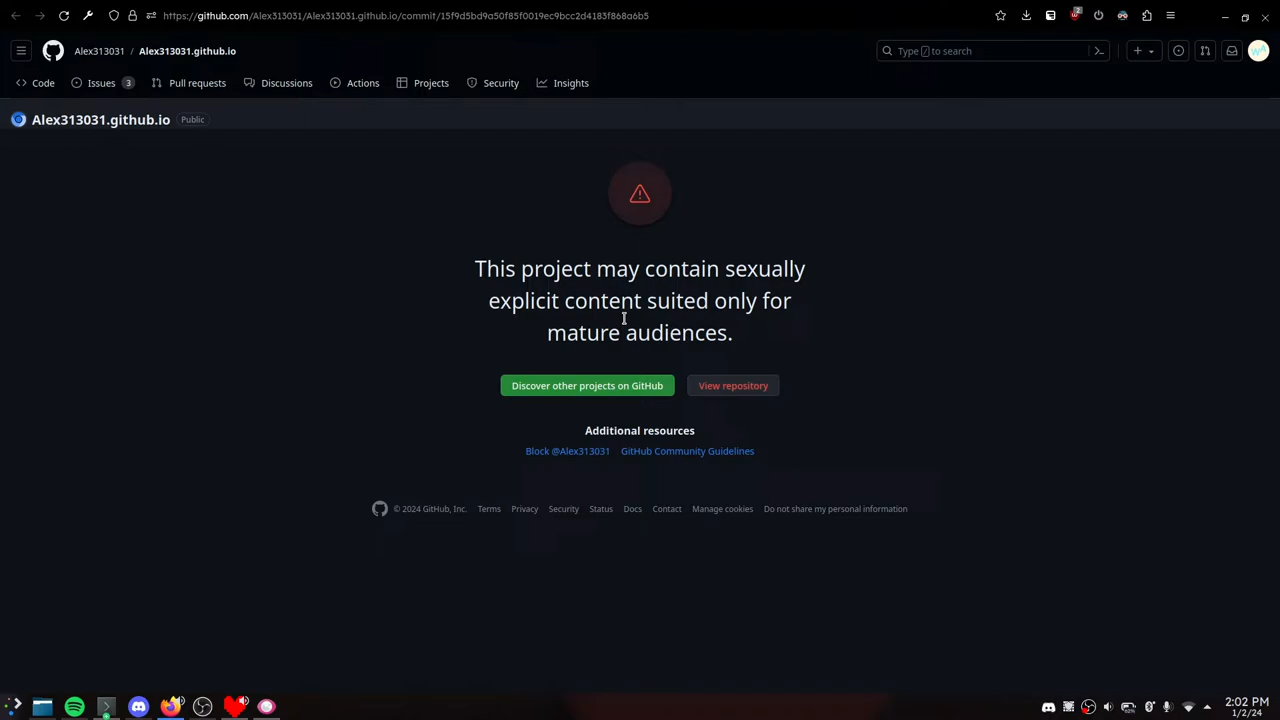 https://github.com/Alex313031/Alex313031.github.io/commit/15f9d5bd9a50f85f0019ec9bcc2d4183f868a6b5
2
Alex313031 / Alex313031.github.io
Type / to search
Code Issues 3 Pull requests Discussions Actions Projects Security Insights
Alex313031.github.io Public
This project may contain sexually
explicit content suited only for
mature audiences.
Discover other projects on GitHub View repository
Additional resources
Block @Alex313031 GitHub Community Guidelines
© 2024 GitHub, Inc. Terms Privacy Security Status Docs Contact Manage cookies Do not share my personal information
2:02 PM
1/2/24